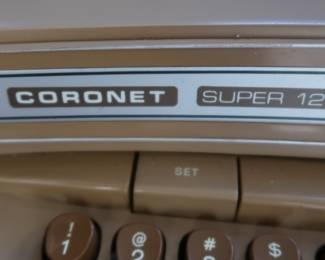 CORONET SUPER 12
SET
! @ # $
1 2